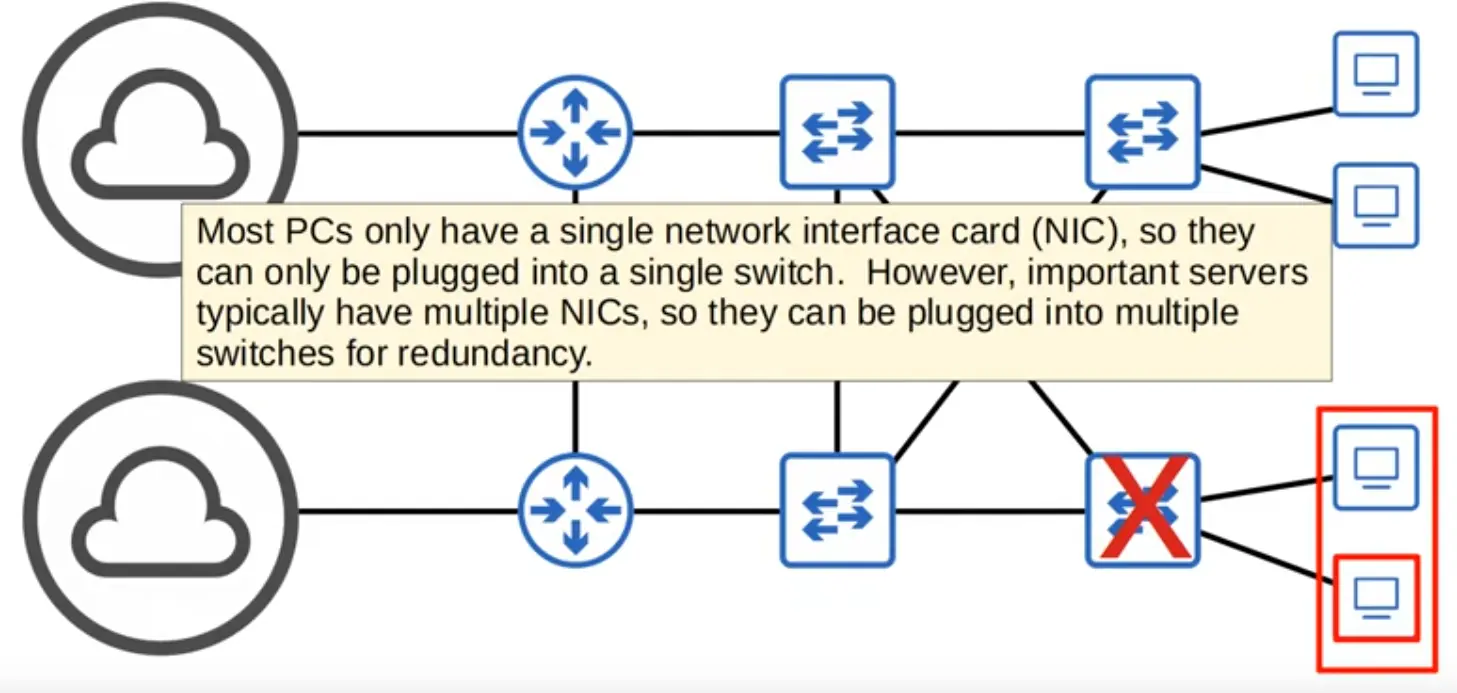 Most PCs only have a single network interface card (NIC), so they
can only be plugged into a single switch.  However, important servers
typically have multiple NICs, so they can be plugged into multiple
switches for redundancy.